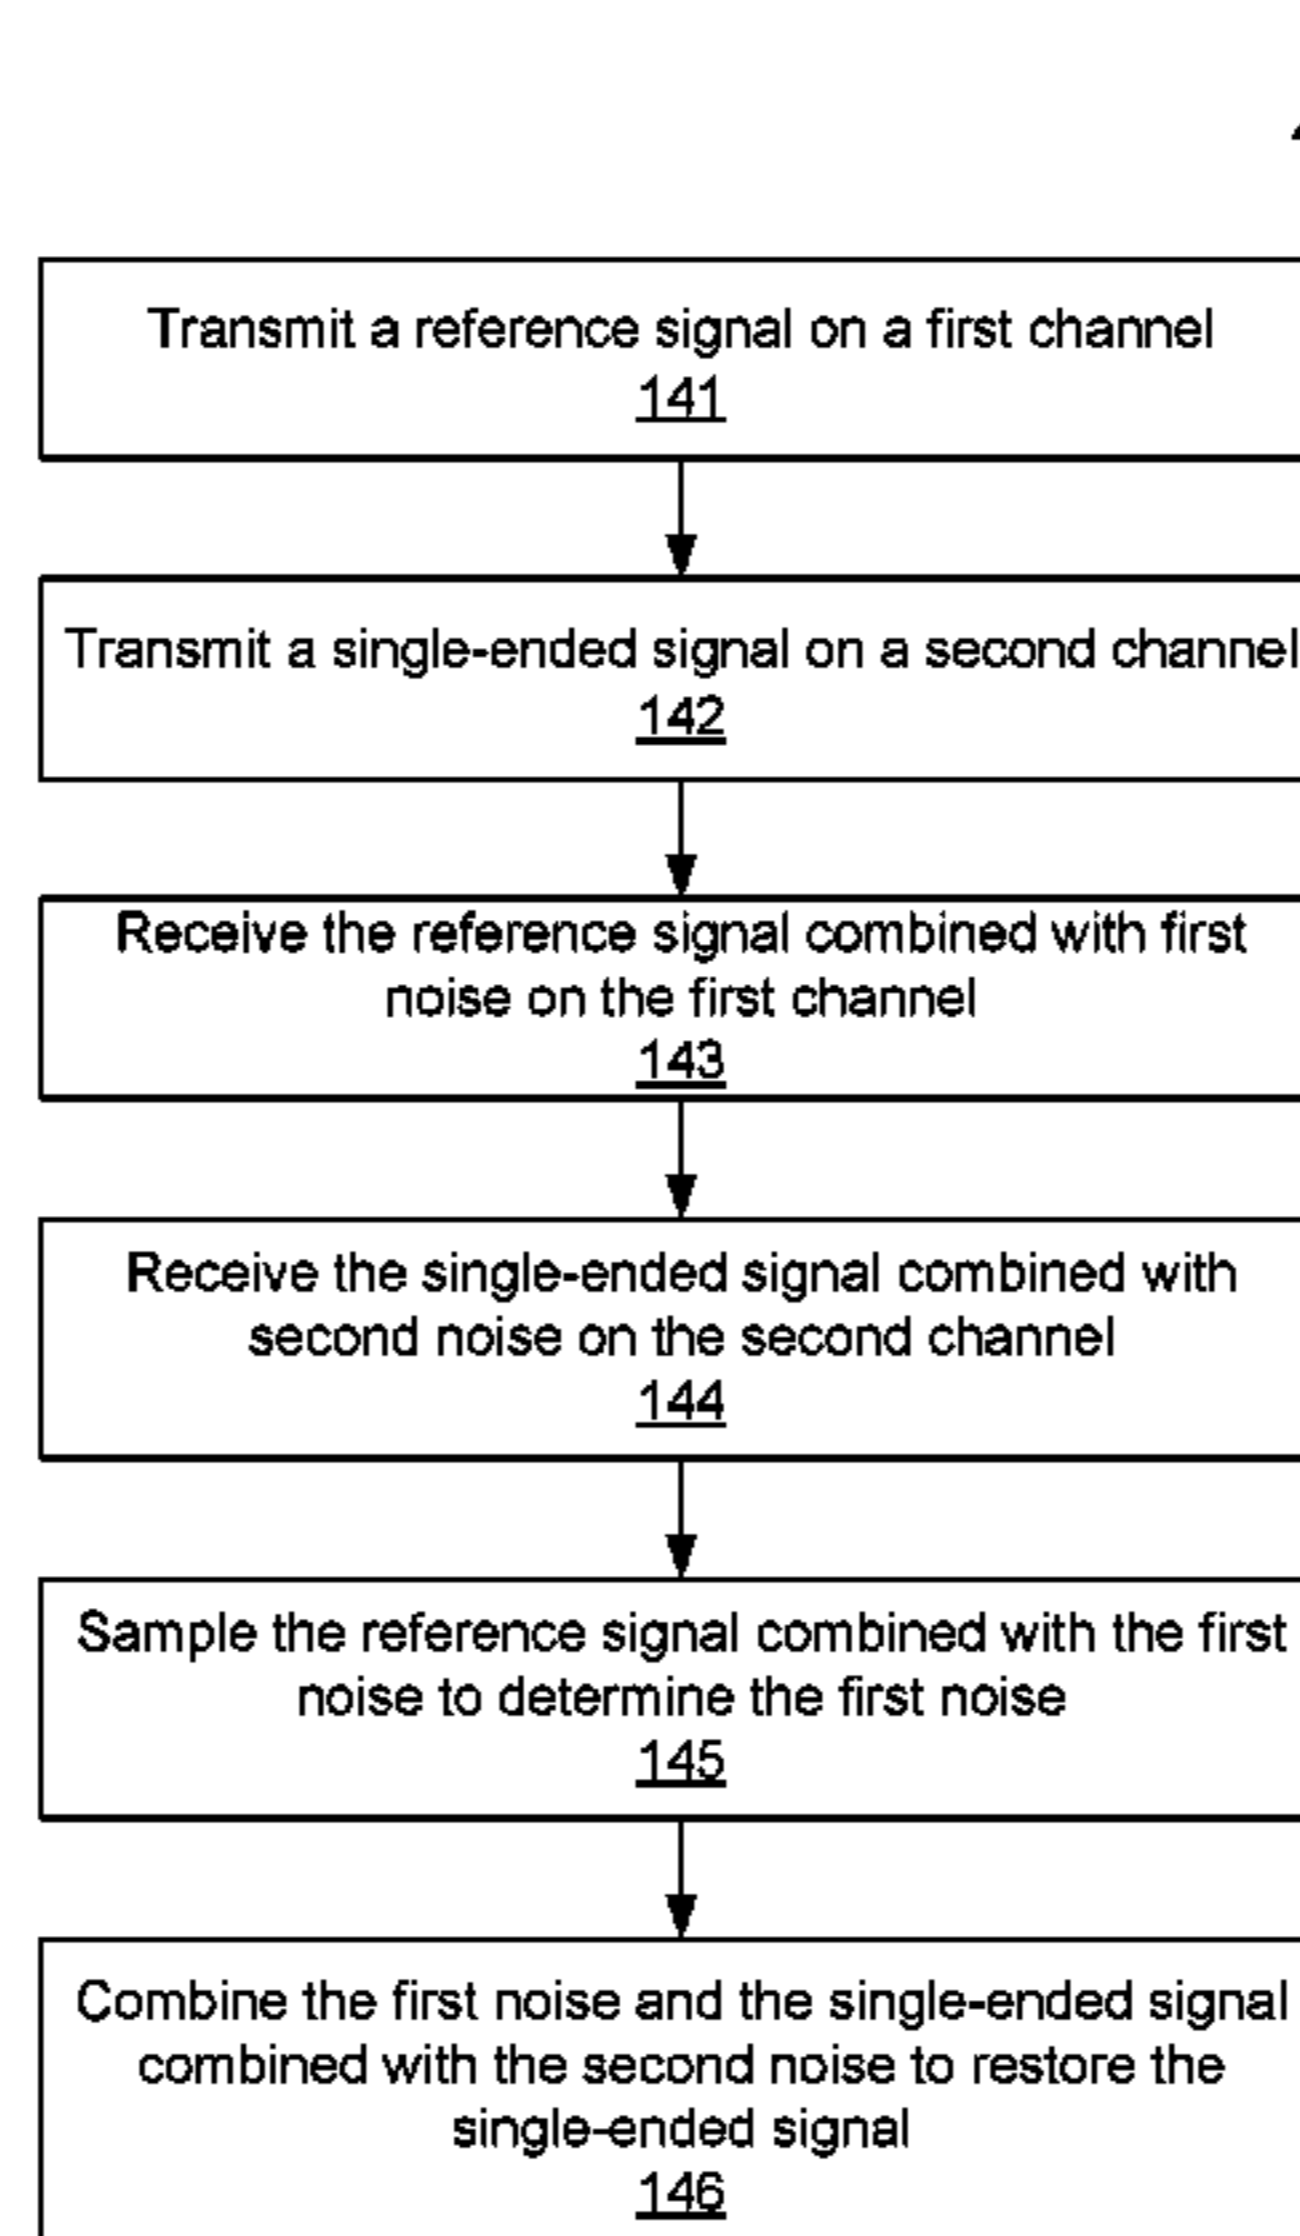 Transmit a reference signal on a first channel
141
Transmit a single-ended signal on a second channel
142
Receive the reference signal combined with first
noise on the first channel
143
Receive the single-ended signal combined with
second noise on the second channel
144
Sample the reference signal combined with the first
noise to determine the first noise
145
Combine the first noise and the single-ended signal
combined with the second noise to restore the
single-ended signal
146